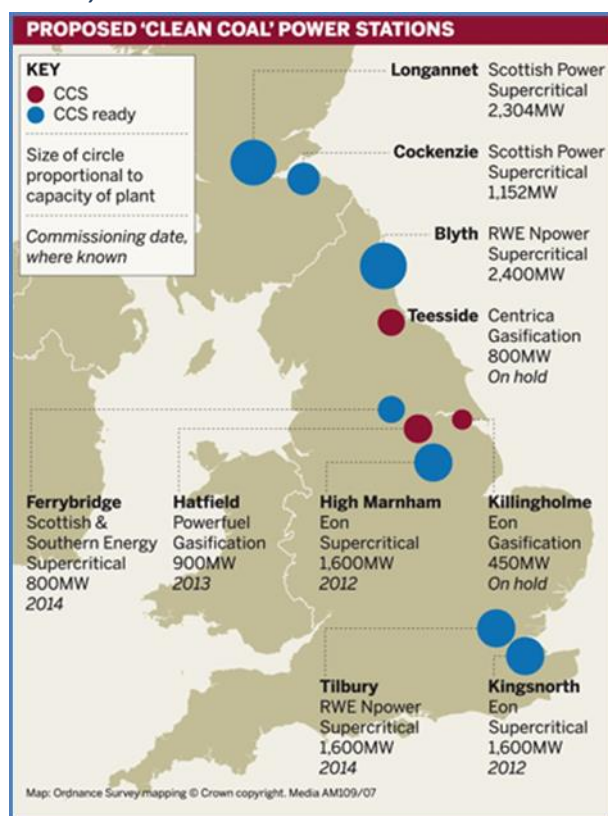 PROPOSED ‘CLEAN COAL’ POWER STATIONS
KEY
CCS
CCS ready
Size of circle
proportional to
capacity of plant
Commissioning date,
where known
Longannet Scottish Power
Supercritical
2,304MW
Cockenzie Scottish Power
Supercritical
1,152MW
Blyth RWE Npower
Supercritical
2,400MW
Teesside Centrica
Gasification
800MW
On hold
Ferrybridge
Scottish &
Southern Energy
Supercritical
800MW
2014
Hatfield
Powerfuel
Gasification
900MW
2013
High Marnham
Eon
Supercritical
1,600MW
2012
Killingholme
Eon
Gasification
450MW
On hold
Tilbury
RWE Npower
Supercritical
1,600MW
2014
Kingsnorth
Eon
Supercritical
1,600MW
2012
Map: Ordnance Survey mapping © Crown copyright. Media AM109/07